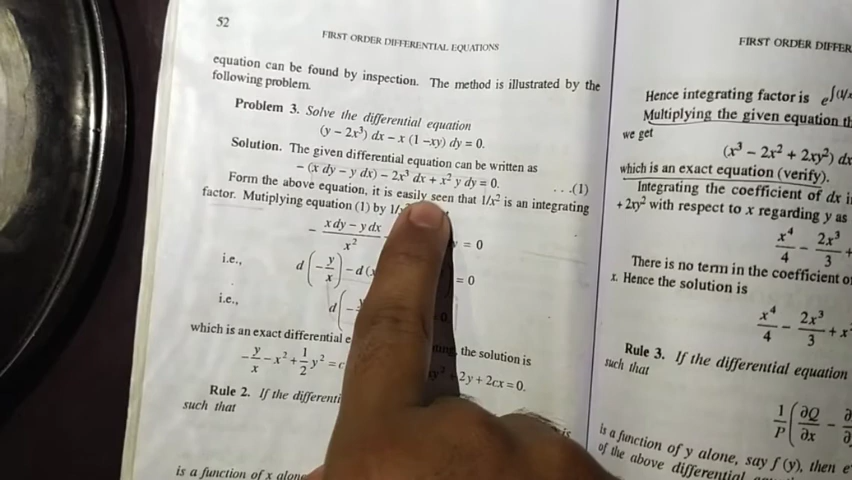 52
FIRST ORDER DIFFERENTIAL EQUATIONS
equation can be found by inspection. The method is illustrated by the
following problem.
Problem 3. Solve the differential equation
(y – 2x³) dx – x (1 –xy) dy = 0.
Solution. The given differential equation can be written as
– (x dy – y dx) – 2x³ dx + x² y dy = 0. . . .(1)
Form the above equation, it is easily seen that 1/x² is an integrating
factor. Mutiplying equation (1) by 1/x²
– (x dy – y dx)/x² = 0
i.e., d(–y/x) – d(x = 0
i.e., d(–
which is an exact differential the solution is
–y/x – x² + 1/2 y² = c + 2y + 2cx = 0.
Rule 2. If the differenti
such that
is a function of x alone
FIRST ORDER DIFFER
Hence integrating factor is e
Multiplying the given equation th
we get
(x³ – 2x² + 2xy²) dx
which is an exact equation (verify).
Integrating the coefficient of dx
+ 2xy² with respect to x regarding y as
x⁴/4 – 2x³/3 +
There is no term in the coefficient o
x. Hence the solution is
x⁴/4 – 2x³/3 + x
Rule 3. If the differential equation
such that
1/P (∂Q/∂x – ∂
is a function of y alone, say f (y), then e
of the above differential